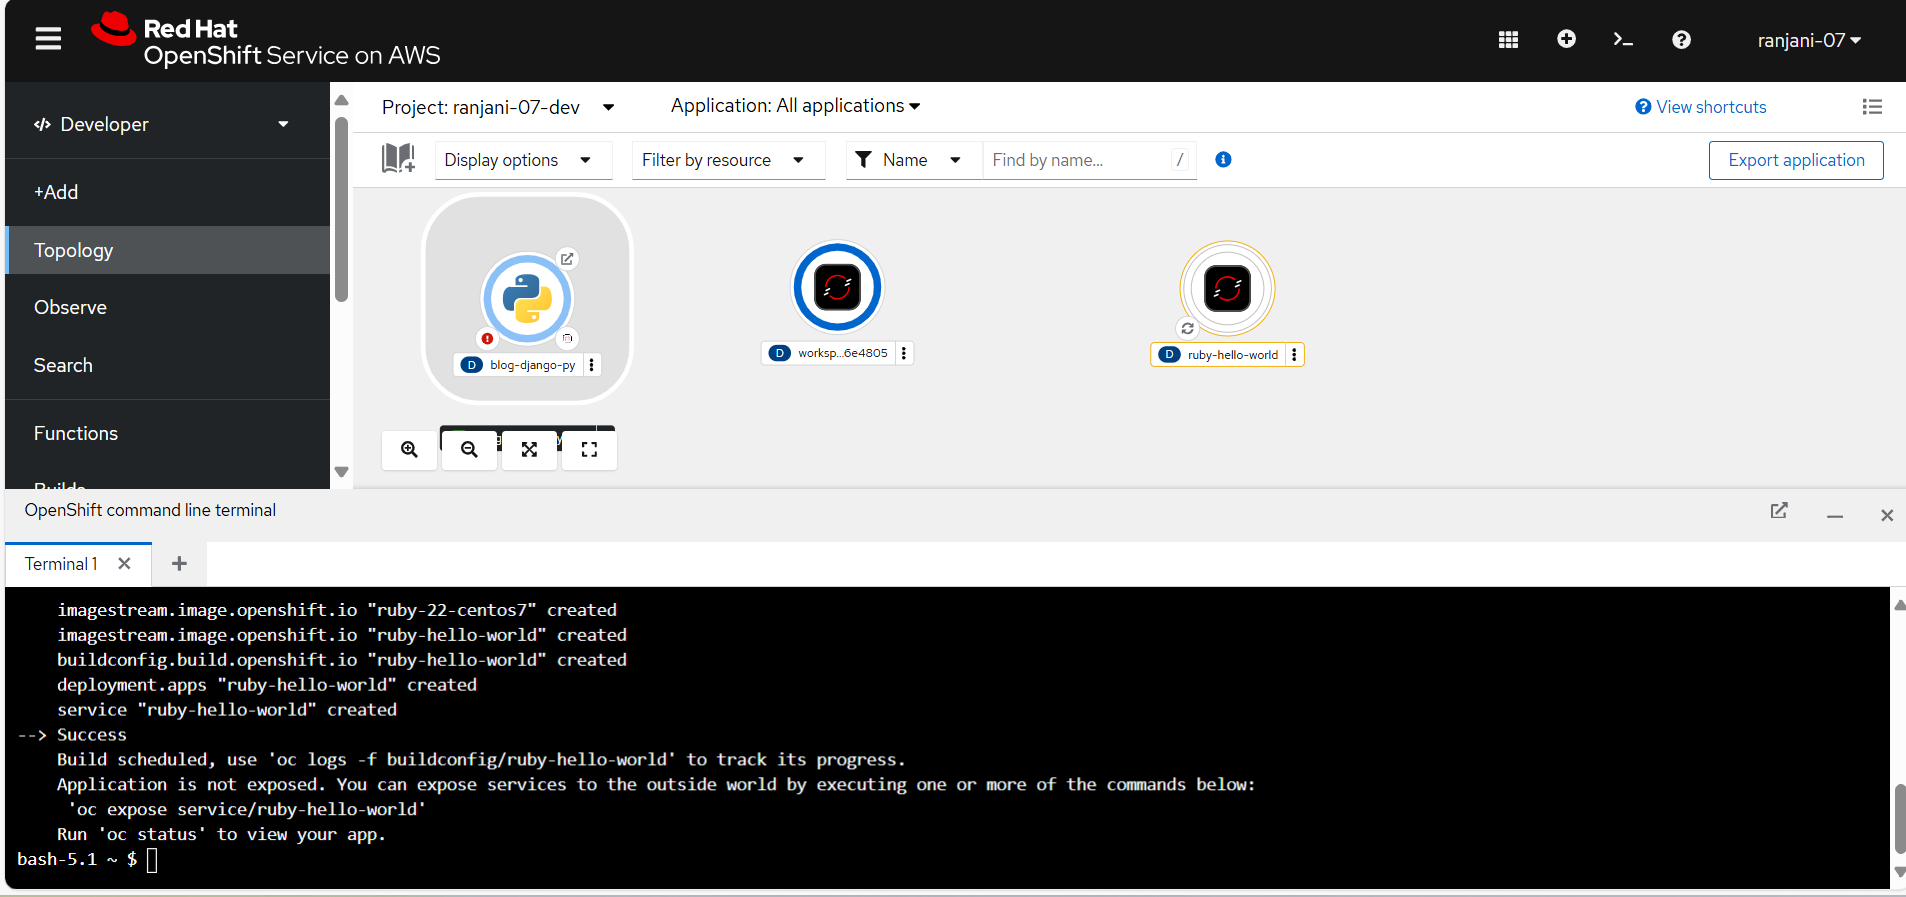 Red Hat
OpenShift Service on AWS
ranjani-07
Developer
+Add
Topology
Observe
Search
Functions
Builds
Project: ranjani-07-dev
Application: All applications
View shortcuts
Display options
Filter by resource
Name
Find by name...
/
Export application
D blog-django-py
D worksp...6e4805
D ruby-hello-world
OpenShift command line terminal
Terminal 1
imagestream.image.openshift.io "ruby-22-centos7" created
imagestream.image.openshift.io "ruby-hello-world" created
buildconfig.build.openshift.io "ruby-hello-world" created
deployment.apps "ruby-hello-world" created
service "ruby-hello-world" created
--> Success
Build scheduled, use 'oc logs -f buildconfig/ruby-hello-world' to track its progress.
Application is not exposed. You can expose services to the outside world by executing one or more of the commands below:
'oc expose service/ruby-hello-world'
Run 'oc status' to view your app.
bash-5.1 ~ $